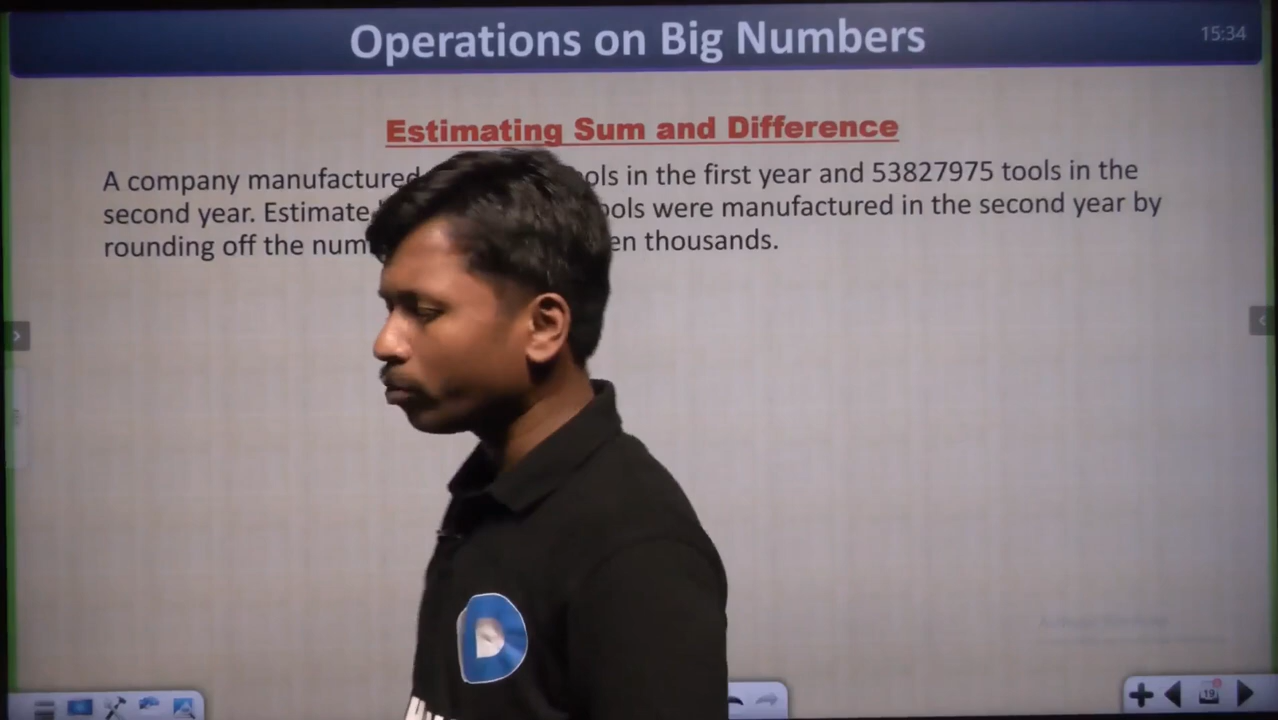 Operations on Big Numbers
15:34
Estimating Sum and Difference
A company manufactured ols in the first year and 53827975 tools in the
second year. Estimate ools were manufactured in the second year by
rounding off the num en thousands.
D
19